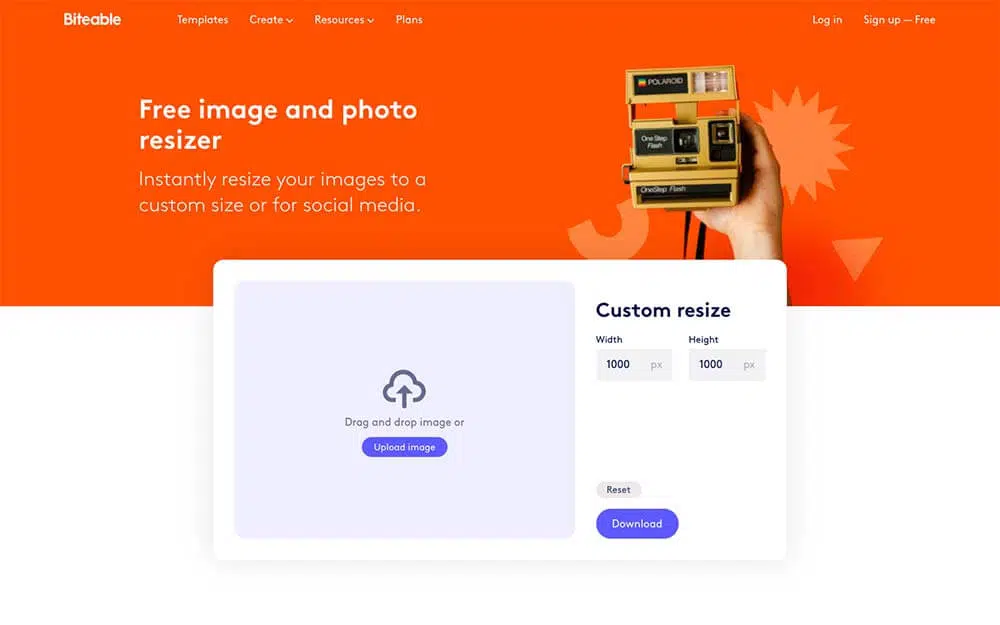 Biteable
Templates
Create
Resources
Plans
Log in
Sign up — Free
Free image and photo
resizer
Instantly resize your images to a
custom size or for social media.
POLAROID
One Step
Flash
OneStep Flash
Drag and drop image or
Upload image
Custom resize
Width
Height
1000 px
1000 px
Reset
Download